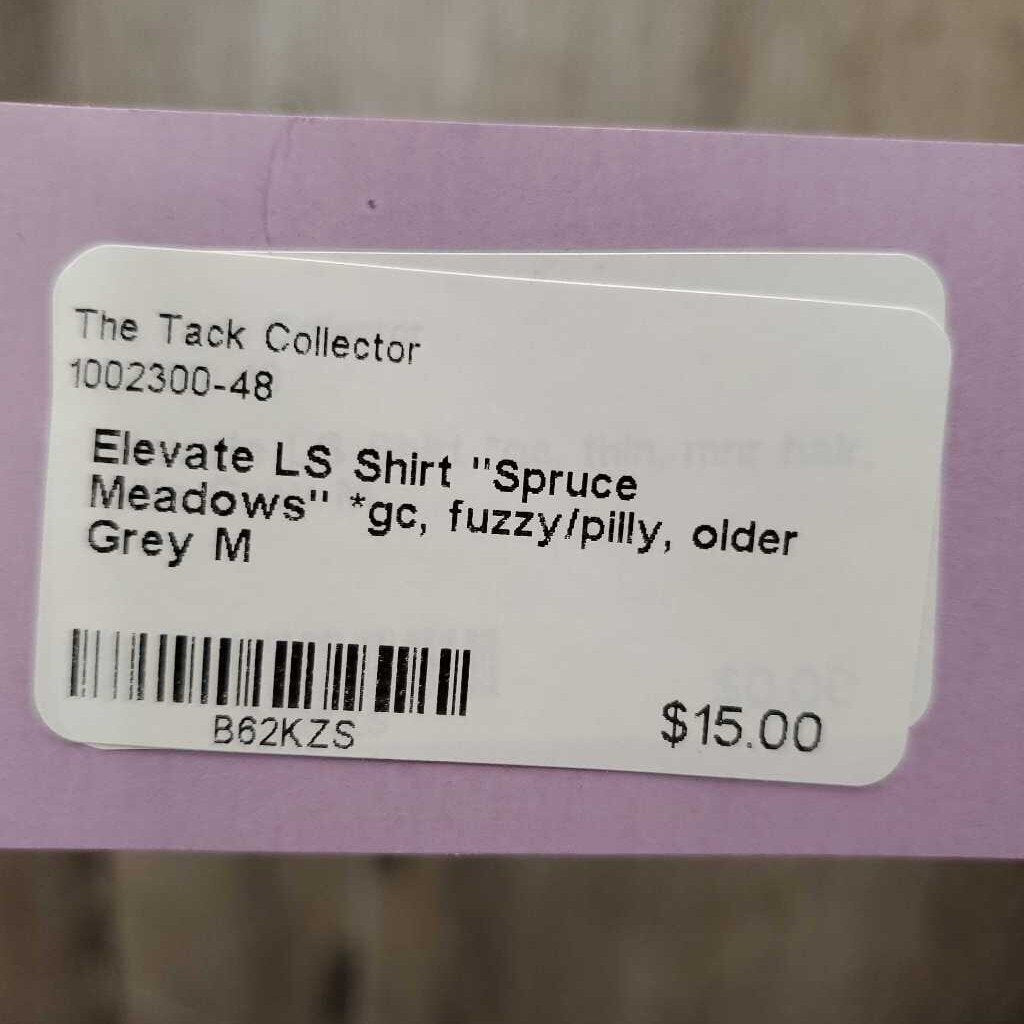 The Tack Collector
1002300-48
Elevate LS Shirt "Spruce
Meadows" *gc, fuzzy/pilly, older
Grey M
B62KZS
$15.00